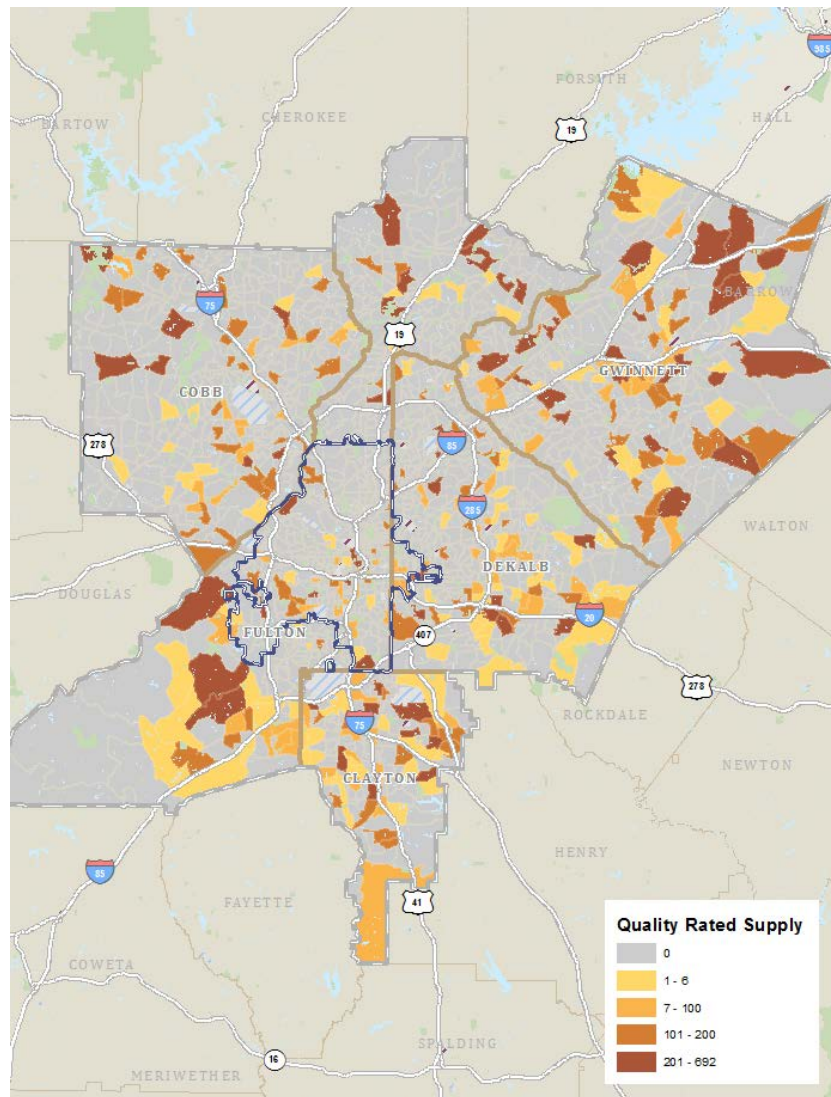 985
FORSYTH
HALL
CHEROKEE
BARTOW
19
BARROW
75
19
GWINNETT
COBB
278
85
285
WALTON
DEKALB
DOUGLAS
20
FULTON
407
278
ROCKDALE
75
NEWTON
CLAYTON
HENRY
85
FAYETTE
41
COWETA
SPALDING
16
MERIWETHER
Quality Rated Supply
0
1 - 6
7 - 100
101 - 200
201 - 692